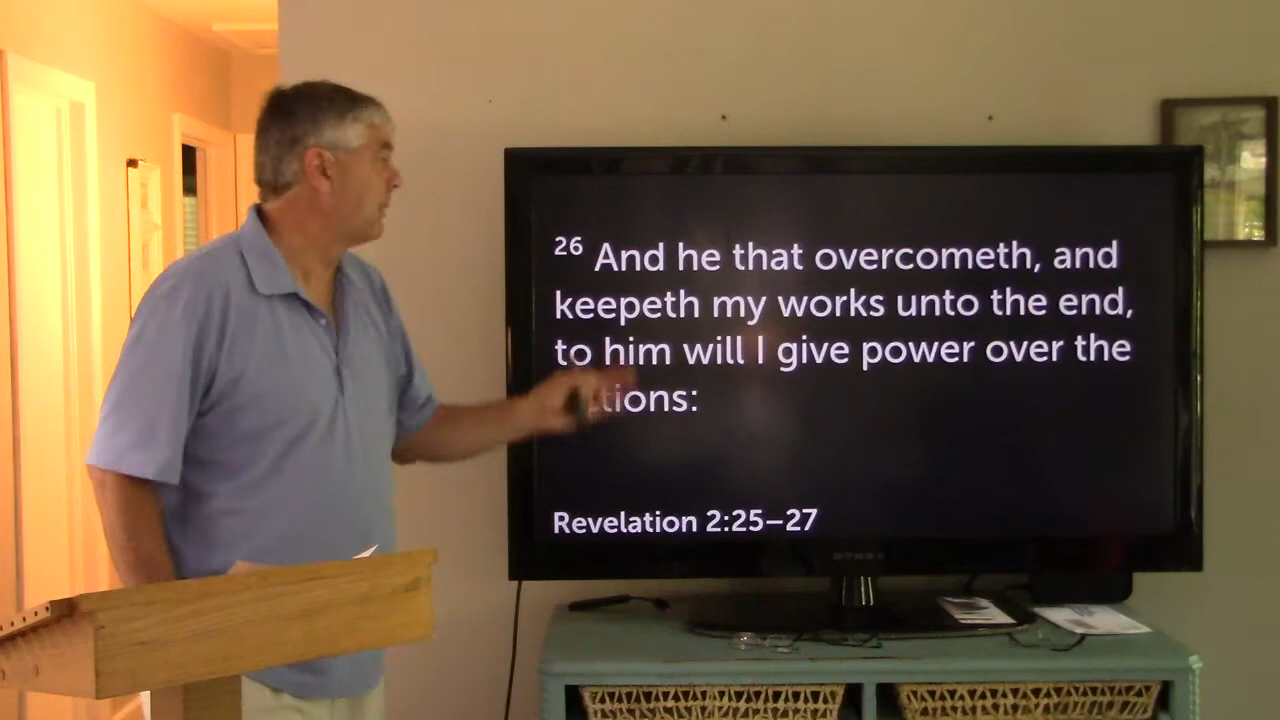 26 And he that overcometh, and
keepeth my works unto the end,
to him will I give power over the
tions:
Revelation 2:25–27